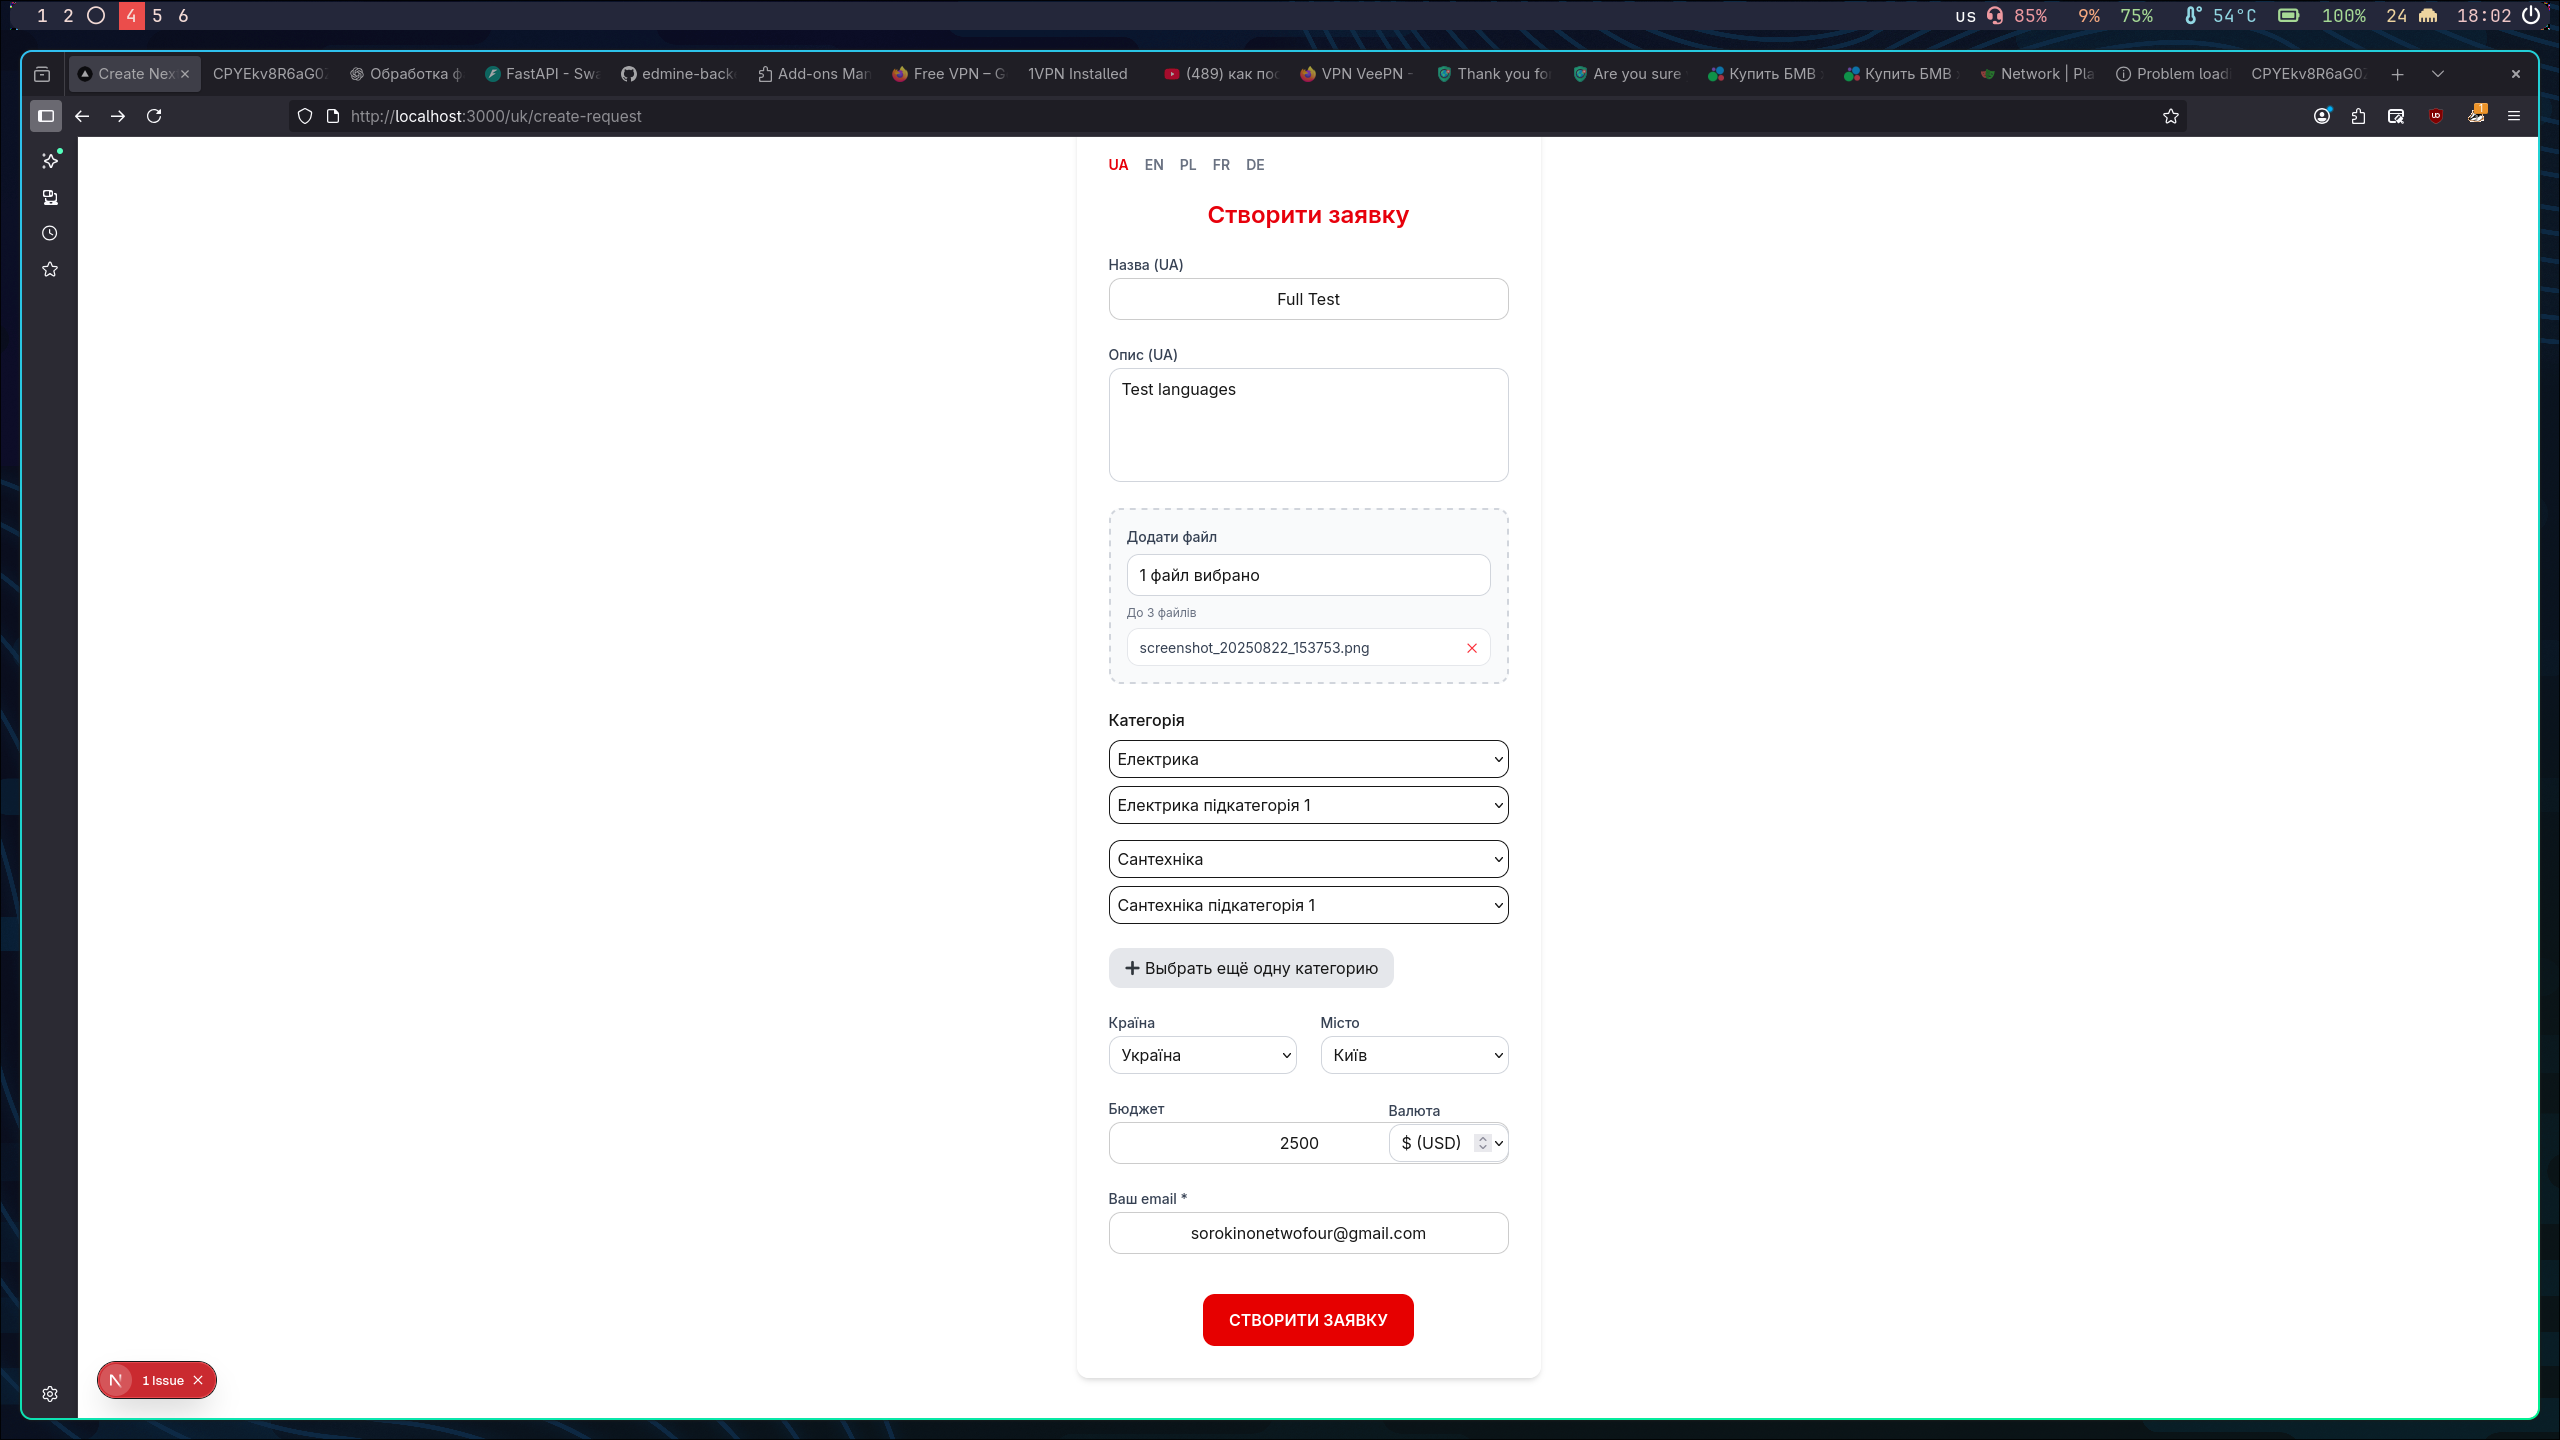 1 2 4 5 6
us 85% 9% 75% 54°C 100% 24 18:02
Create Nex CPYEkv8R6aG0 Обработка ф FastAPI - Swa edmine-back Add-ons Man Free VPN – G 1VPN Installed (489) как пос VPN VeePN - Thank you fo Are you sure Купить БМВ Купить БМВ Network | Pla Problem loadi CPYEkv8R6aG0
http://localhost:3000/uk/create-request
UA EN PL FR DE
Створити заявку
Назва (UA)
Full Test
Опис (UA)
Test languages
Додати файл
1 файл вибрано
До 3 файлів
screenshot_20250822_153753.png
Категорія
Електрика
Електрика підкатегорія 1
Сантехніка
Сантехніка підкатегорія 1
+ Выбрать ещё одну категорию
Країна Місто
Україна Київ
Бюджет Валюта
2500 $ (USD)
Ваш email *
sorokinonetwofour@gmail.com
СТВОРИТИ ЗАЯВКУ
N 1 Issue